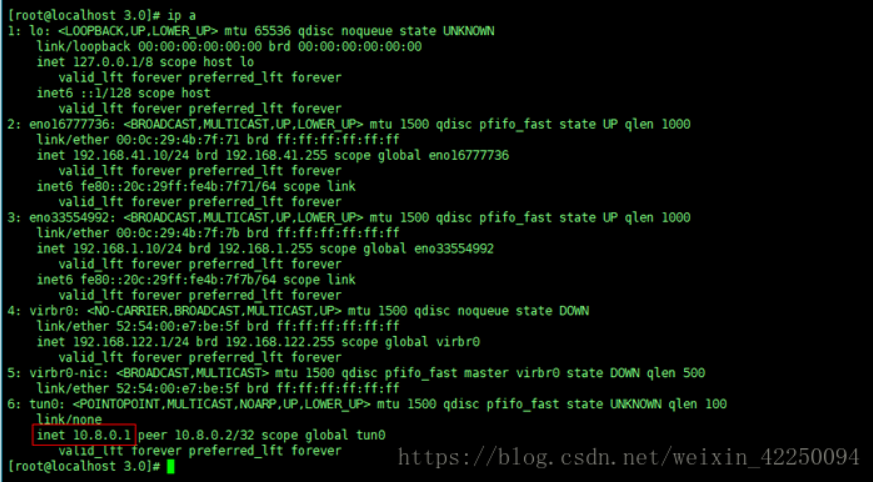 [root@localhost 3.0]# ip a
1: lo: <LOOPBACK,UP,LOWER_UP> mtu 65536 qdisc noqueue state UNKNOWN
link/loopback 00:00:00:00:00:00 brd 00:00:00:00:00:00
inet 127.0.0.1/8 scope host lo
valid_lft forever preferred_lft forever
inet6 ::1/128 scope host
valid_lft forever preferred_lft forever
2: eno16777736: <BROADCAST,MULTICAST,UP,LOWER_UP> mtu 1500 qdisc pfifo_fast state UP qlen 1000
link/ether 00:0c:29:4b:7f:71 brd ff:ff:ff:ff:ff:ff
inet 192.168.41.10/24 brd 192.168.41.255 scope global eno16777736
valid_lft forever preferred_lft forever
inet6 fe80::20c:29ff:fe4b:7f71/64 scope link
valid_lft forever preferred_lft forever
3: eno33554992: <BROADCAST,MULTICAST,UP,LOWER_UP> mtu 1500 qdisc pfifo_fast state UP qlen 1000
link/ether 00:0c:29:4b:7f:7b brd ff:ff:ff:ff:ff:ff
inet 192.168.1.10/24 brd 192.168.1.255 scope global eno33554992
valid_lft forever preferred_lft forever
inet6 fe80::20c:29ff:fe4b:7f7b/64 scope link
valid_lft forever preferred_lft forever
4: virbr0: <NO-CARRIER,BROADCAST,MULTICAST,UP> mtu 1500 qdisc noqueue state DOWN
link/ether 52:54:00:e7:be:5f brd ff:ff:ff:ff:ff:ff
inet 192.168.122.1/24 brd 192.168.122.255 scope global virbr0
valid_lft forever preferred_lft forever
5: virbr0-nic: <BROADCAST,MULTICAST> mtu 1500 qdisc pfifo_fast master virbr0 state DOWN qlen 500
link/ether 52:54:00:e7:be:5f brd ff:ff:ff:ff:ff:ff
6: tun0: <POINTOPOINT,MULTICAST,NOARP,UP,LOWER_UP> mtu 1500 qdisc pfifo_fast state UNKNOWN qlen 100
link/none
inet 10.8.0.1 peer 10.8.0.2/32 scope global tun0
valid_lft forever preferred_lft forever
[root@localhost 3.0]#
https://blog.csdn.net/weixin_42250094